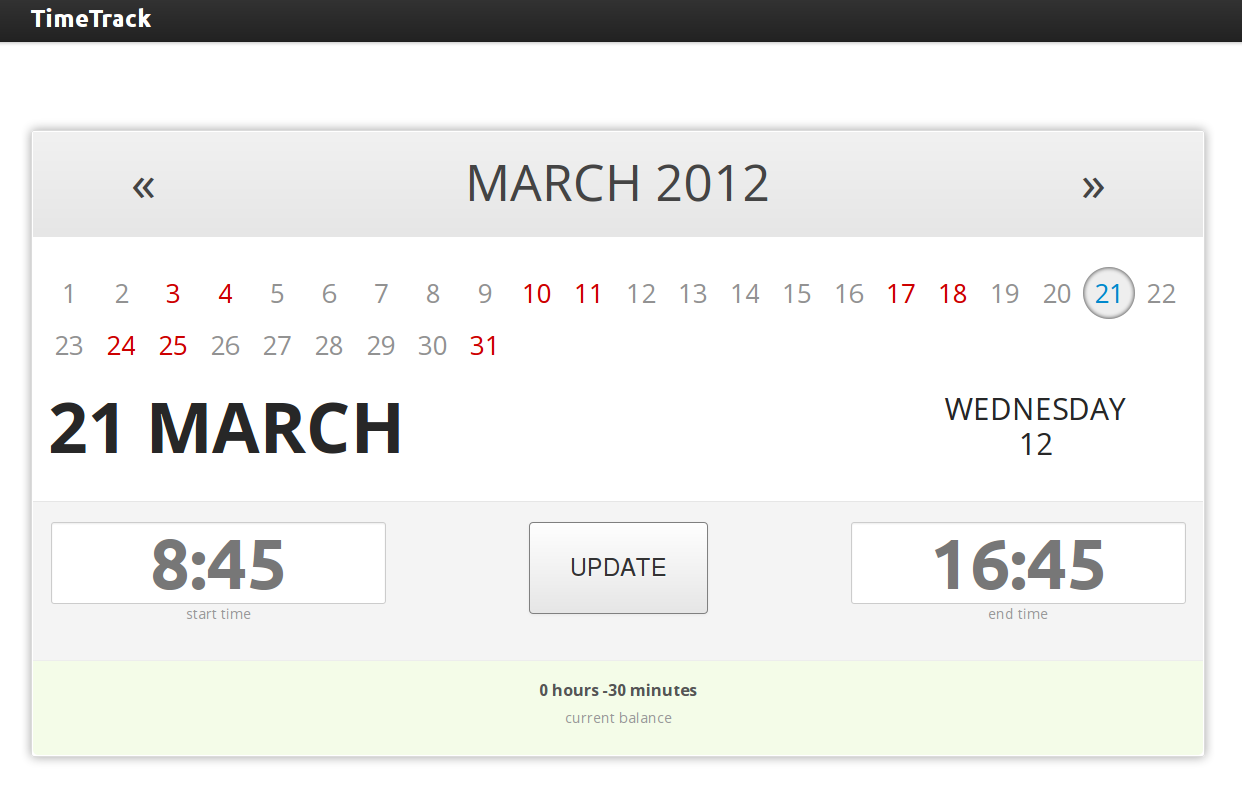 TimeTrack
« MARCH 2012 »
1 2 3 4 5 6 7 8 9 10 11 12 13 14 15 16 17 18 19 20 21 22
23 24 25 26 27 28 29 30 31
21 MARCH
WEDNESDAY
12
8:45 UPDATE 16:45
start time end time
0 hours -30 minutes
current balance